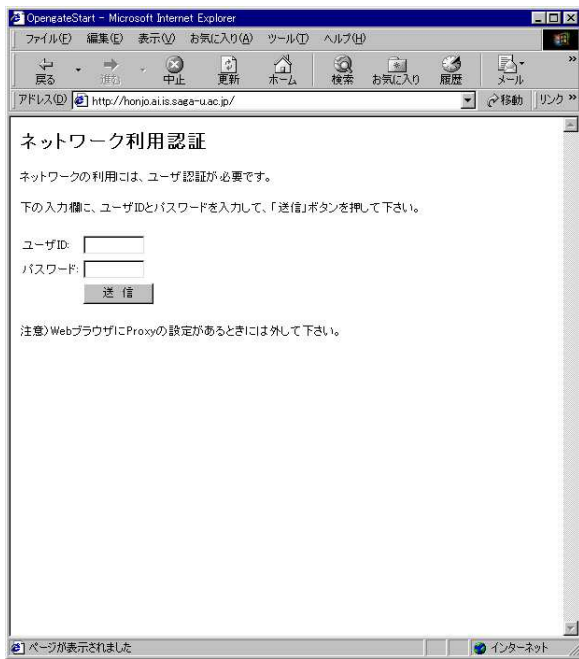 OpengateStart - Microsoft Internet Explorer
ファイル(F) 編集(E) 表示(V) お気に入り(A) ツール(T) ヘルプ(H)
戻る 進む 中止 更新 ホーム 検索 お気に入り 履歴 メール »
アドレス(D) http://honjo.ai.is.saga-u.ac.jp/ 移動 リンク »
ネットワーク利用認証
ネットワークの利用には、ユーザ認証が必要です。
下の入力欄に、ユーザIDとパスワードを入力して、「送信」ボタンを押して下さい。
ユーザID:
パスワード:
送 信
注意)WebブラウザにProxyの設定があるときには外して下さい。
ページが表示されました インターネット